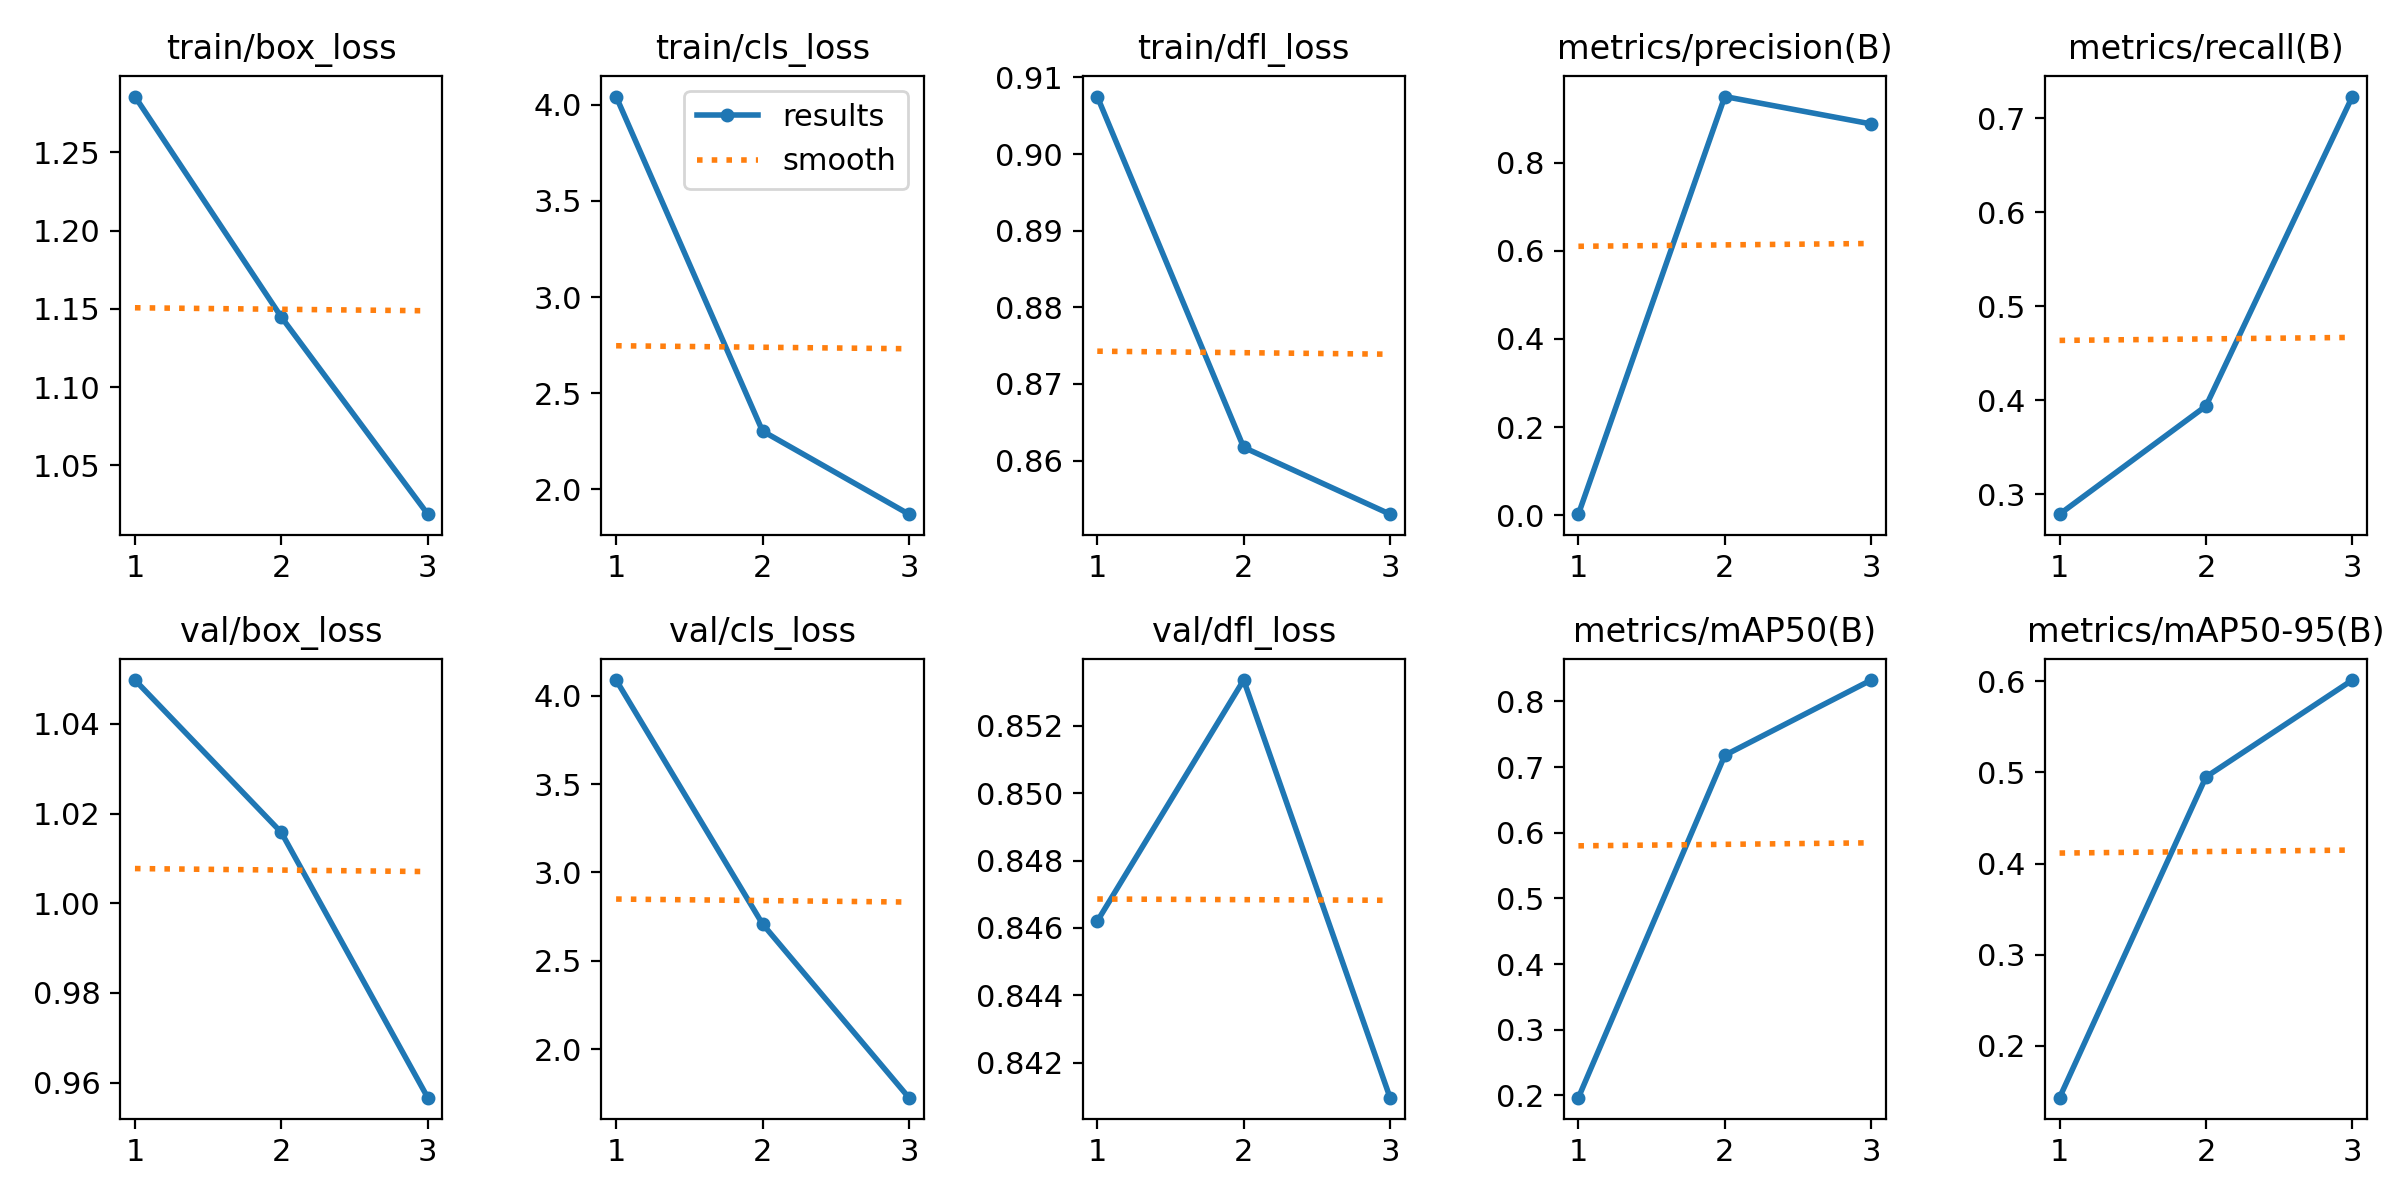 train/box_loss
1.25
1.20
1.15
1.10
1.05
1 2 3
train/cls_loss
4.0
3.5
3.0
2.5
2.0
results
smooth
1 2 3
train/dfl_loss
0.91
0.90
0.89
0.88
0.87
0.86
1 2 3
metrics/precision(B)
0.8
0.6
0.4
0.2
0.0
1 2 3
metrics/recall(B)
0.7
0.6
0.5
0.4
0.3
1 2 3
val/box_loss
1.04
1.02
1.00
0.98
0.96
1 2 3
val/cls_loss
4.0
3.5
3.0
2.5
2.0
1 2 3
val/dfl_loss
0.852
0.850
0.848
0.846
0.844
0.842
1 2 3
metrics/mAP50(B)
0.8
0.7
0.6
0.5
0.4
0.3
0.2
1 2 3
metrics/mAP50-95(B)
0.6
0.5
0.4
0.3
0.2
1 2 3